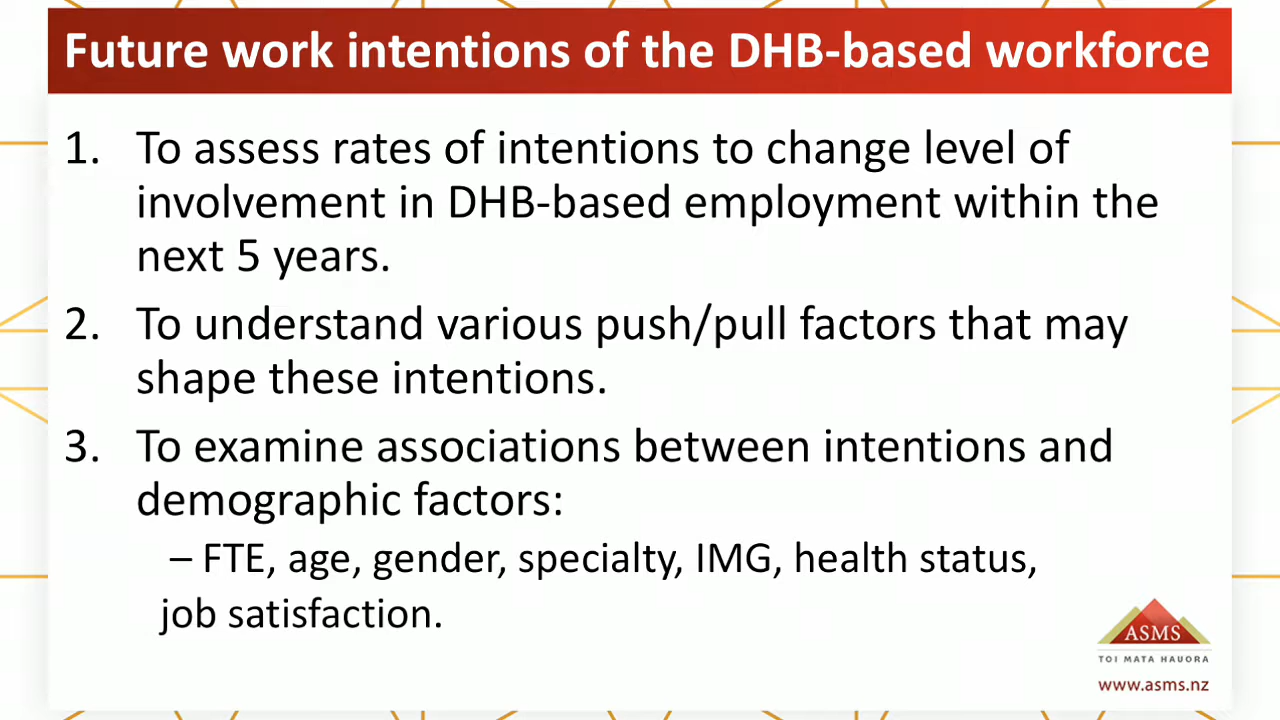 Future work intentions of the DHB-based workforce
1. To assess rates of intentions to change level of
involvement in DHB-based employment within the
next 5 years.
2. To understand various push/pull factors that may
shape these intentions.
3. To examine associations between intentions and
demographic factors:
– FTE, age, gender, specialty, IMG, health status,
job satisfaction.
ASMS
TOI MATA HAUORA
www.asms.nz